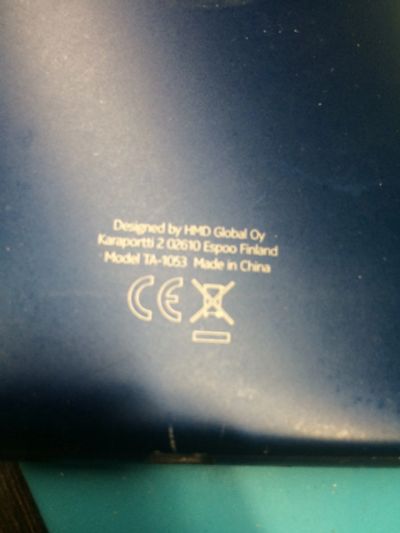 Designed by HMD Global Oy
Karaportti 2 02610 Espoo Finland
Model TA-1053 Made in China
CE